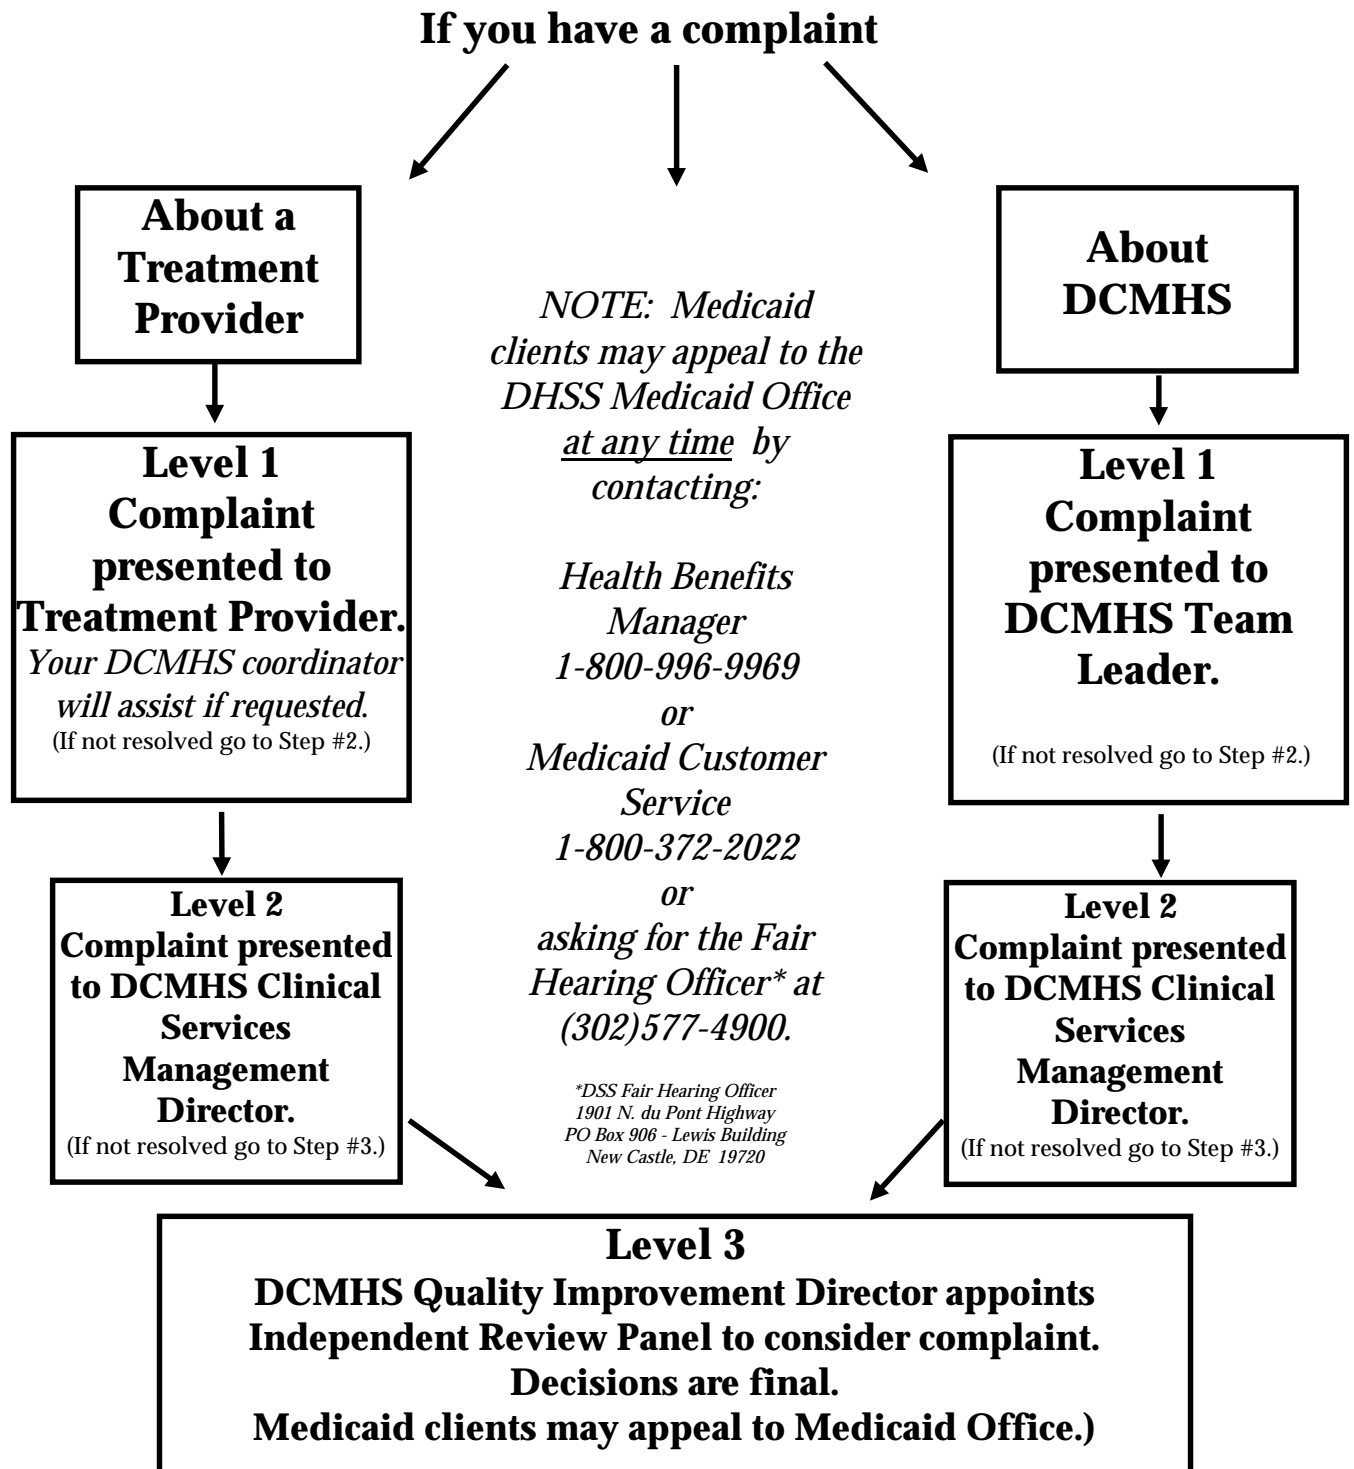 If you have a complaint
About a
Treatment
Provider
Level 1
Complaint
presented to
Treatment Provider.
Your DCMHS coordinator
will assist if requested.
(If not resolved go to Step #2.)
Level 2
Complaint presented
to DCMHS Clinical
Services
Management
Director.
(If not resolved go to Step #3.)
NOTE: Medicaid
clients may appeal to the
DHSS Medicaid Office
at any time by
contacting:
Health Benefits
Manager
1-800-996-9969
or
Medicaid Customer
Service
1-800-372-2022
or
asking for the Fair
Hearing Officer* at
(302)577-4900.
*DSS Fair Hearing Officer
1901 N. du Pont Highway
PO Box 906 - Lewis Building
New Castle, DE 19720
About
DCMHS
Level 1
Complaint
presented to
DCMHS Team
Leader.
(If not resolved go to Step #2.)
Level 2
Complaint presented
to DCMHS Clinical
Services
Management
Director.
(If not resolved go to Step #3.)
Level 3
DCMHS Quality Improvement Director appoints
Independent Review Panel to consider complaint.
Decisions are final.
Medicaid clients may appeal to Medicaid Office.)